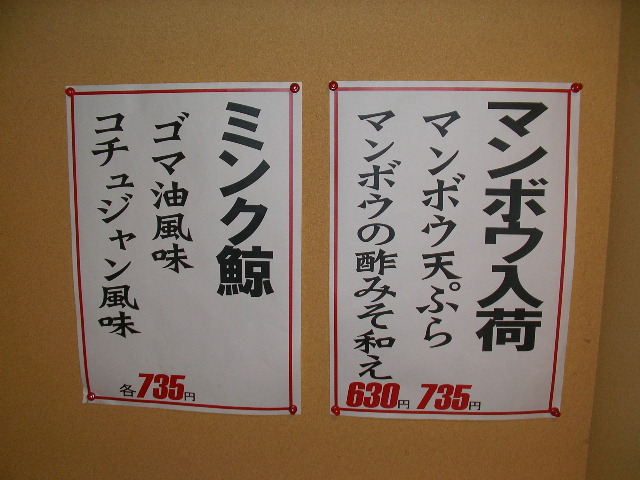 マンボウ入荷
マンボウ天ぷら
735円
マンボウの酢みそ和え
630円
ミンク鯨
ゴマ油風味
コチュジャン風味
各735円